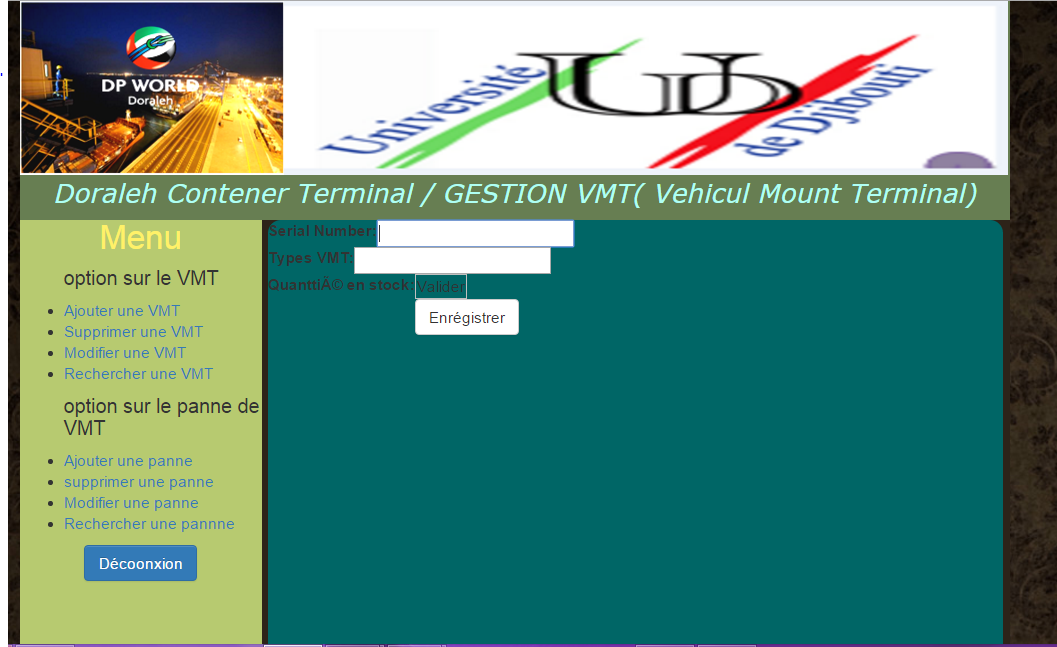 DP WORLD
Doraleh
Université
UD
de Djibouti
Doraleh Contener Terminal / GESTION VMT( Vehicul Mount Terminal)
Menu
option sur le VMT
Ajouter une VMT
Supprimer une VMT
Modifier une VMT
Rechercher une VMT
option sur le panne de
VMT
Ajouter une panne
supprimer une panne
Modifier une panne
Rechercher une pannne
Décoonxion
Serial Number:
Types VMT:
QuanttiÃ© en stock: Valider
Enrégistrer